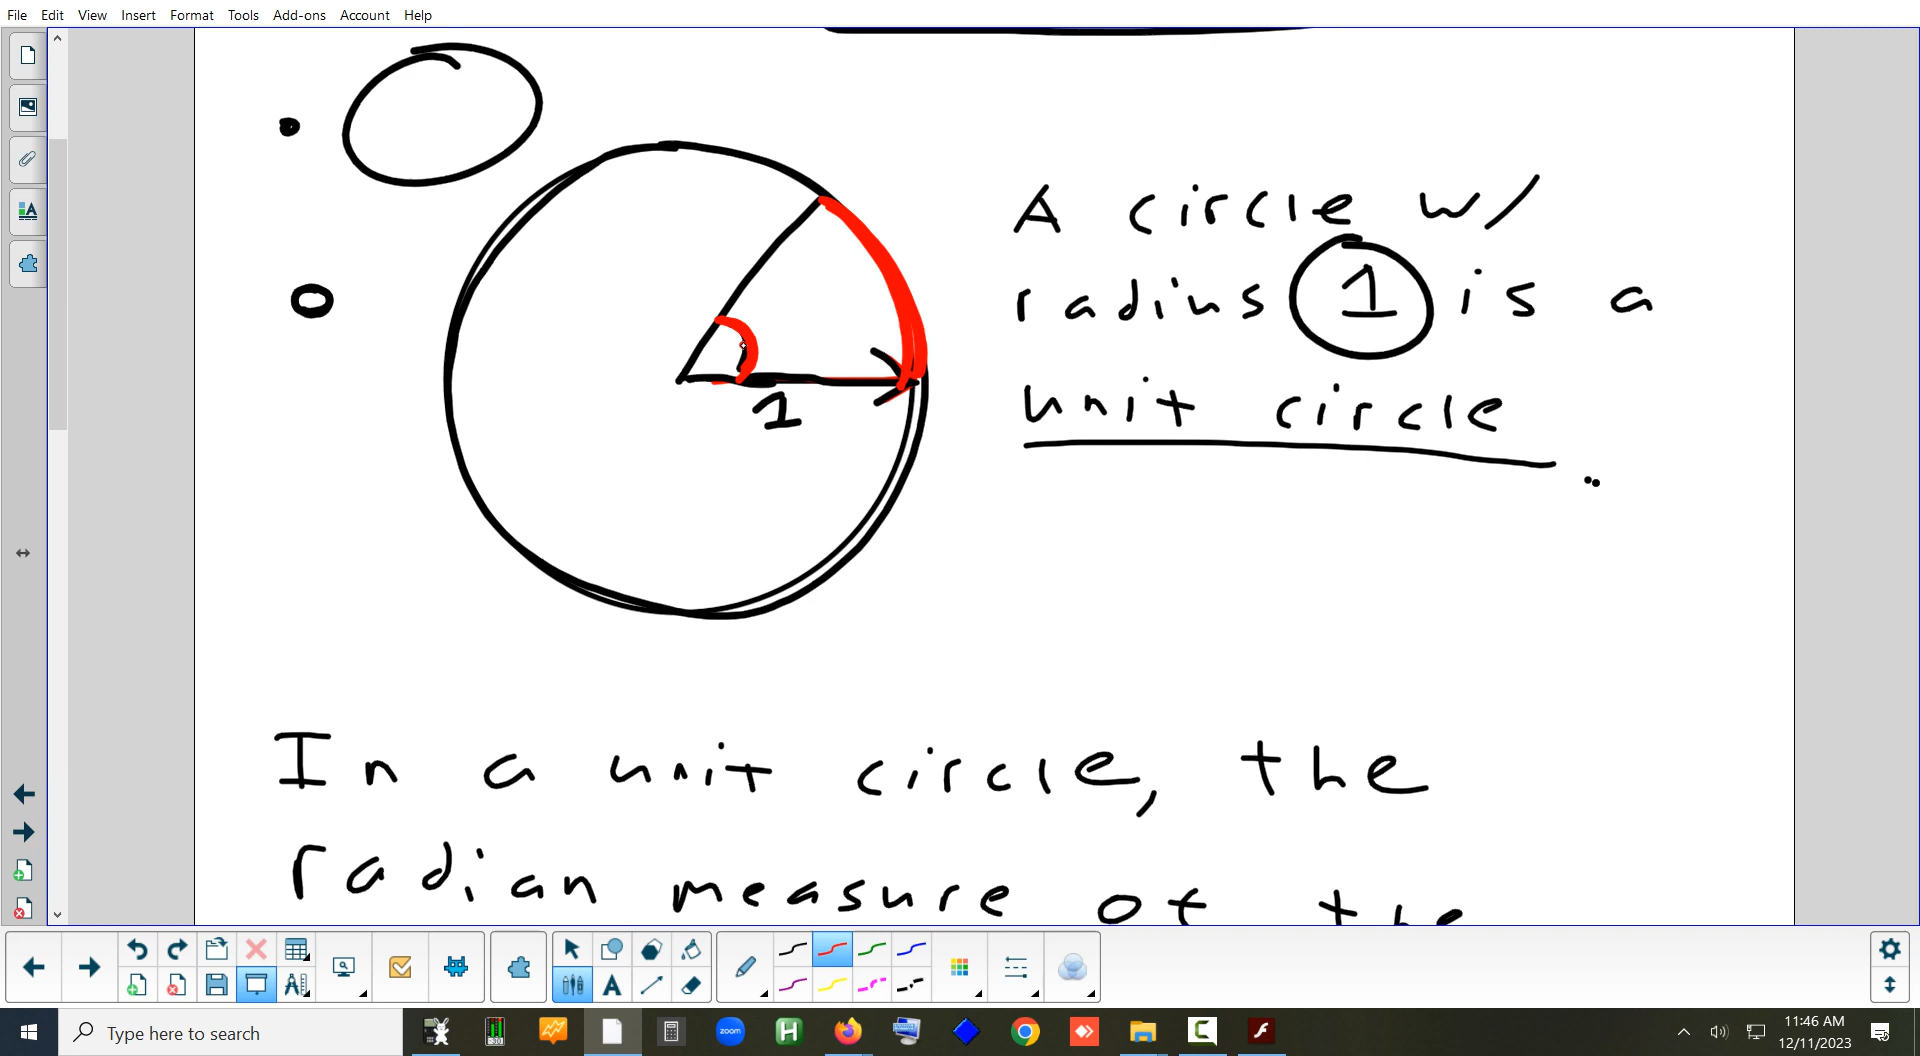 File Edit View Insert Format Tools Add-ons Account Help
A circle w/
radius 1 is a
unit circle
1
In a unit circle, the
radian measure of the
A
A
zoom
H
C
Type here to search
11:46 AM
12/11/2023